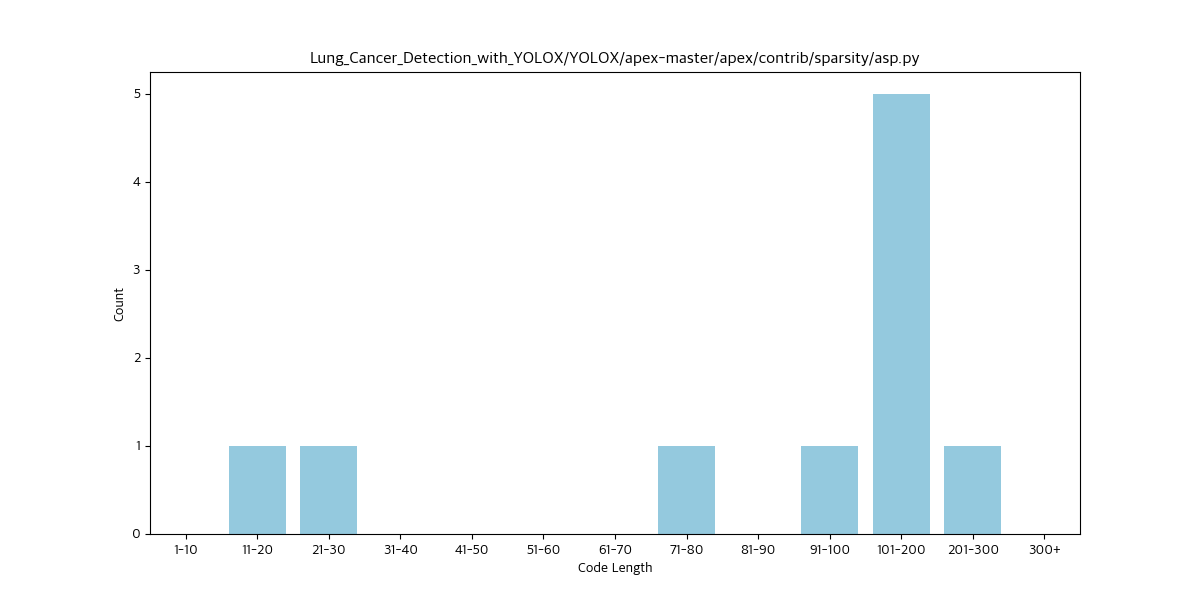 Lung_Cancer_Detection_with_YOLOX/YOLOX/apex-master/apex/contrib/sparsity/asp.py
5
4
3
2
1
0
Count
1-10 11-20 21-30 31-40 41-50 51-60 61-70 71-80 81-90 91-100 101-200 201-300 300+
Code Length